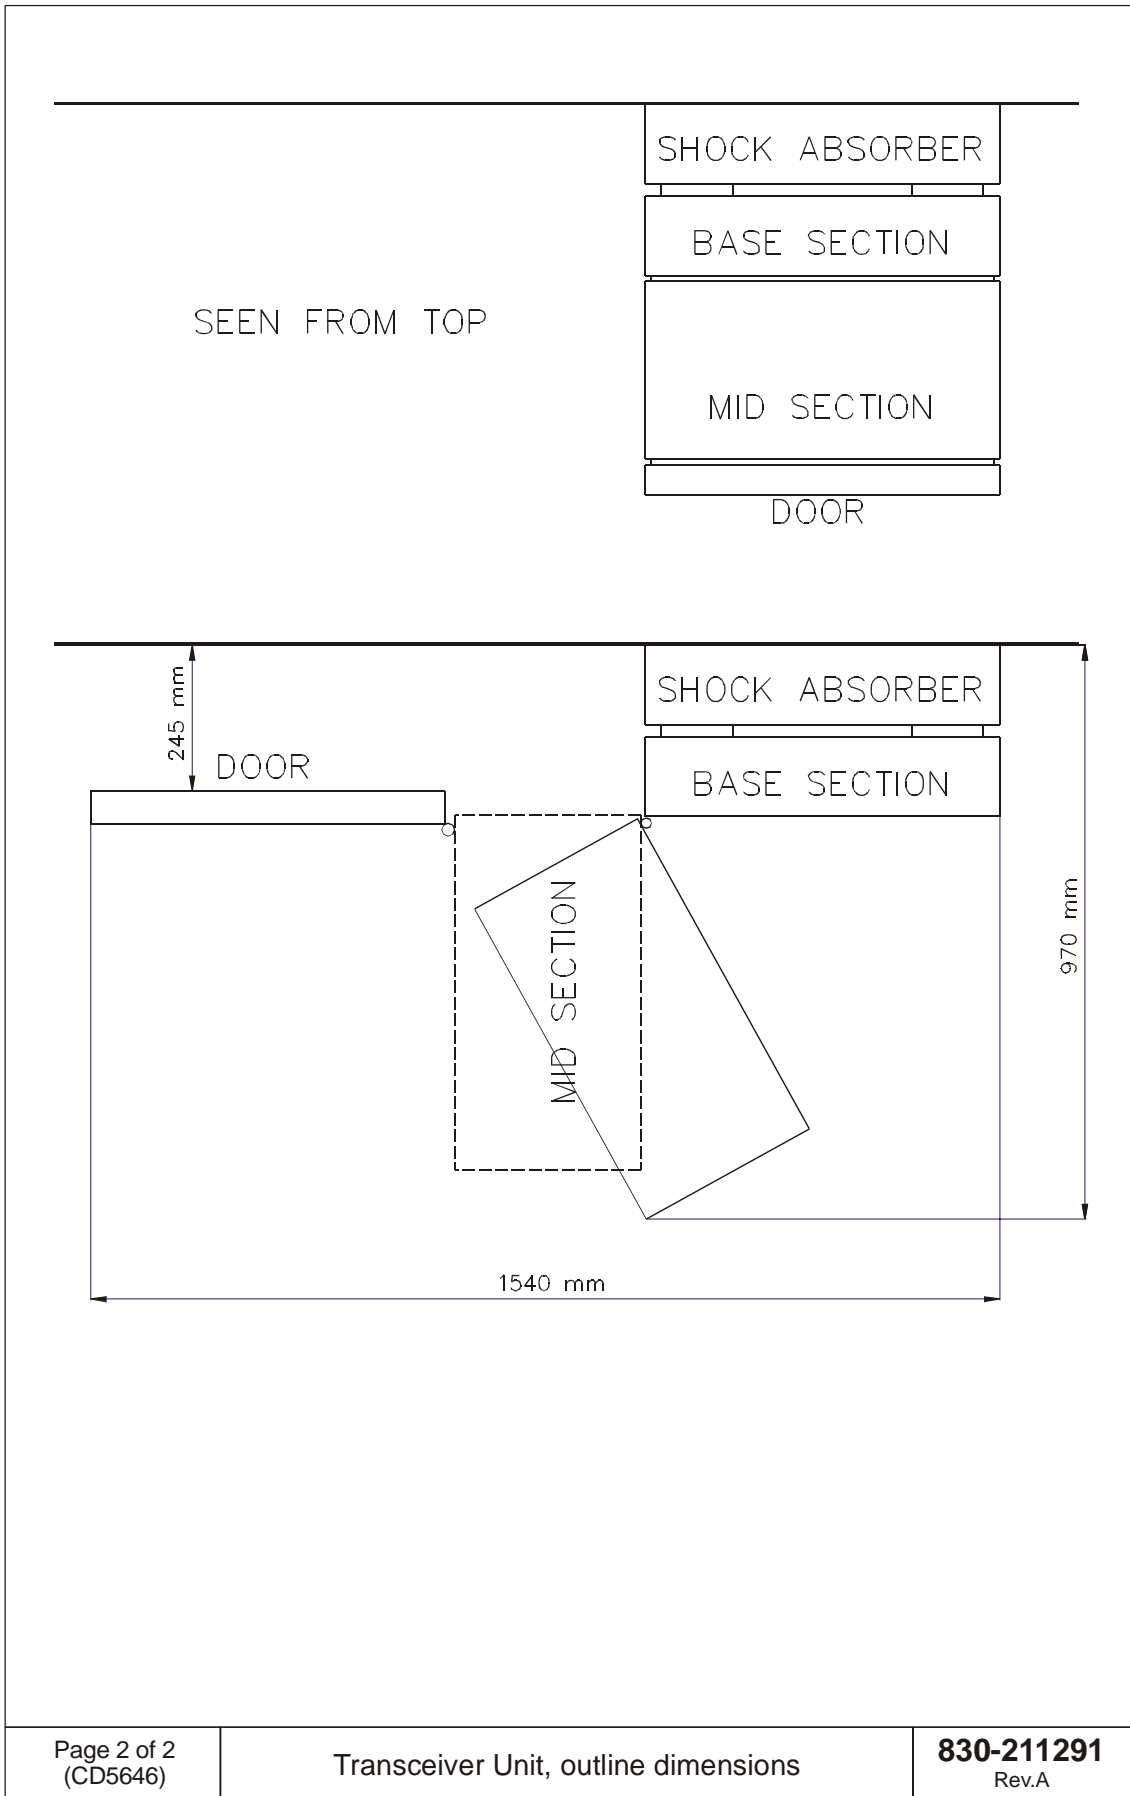 SHOCK ABSORBER
BASE SECTION
SEEN FROM TOP
MID SECTION
DOOR
245 mm
SHOCK ABSORBER
DOOR
BASE SECTION
MID SECTION
970 mm
1540 mm
Page 2 of 2
(CD5646)
Transceiver Unit, outline dimensions
830-211291
Rev.A